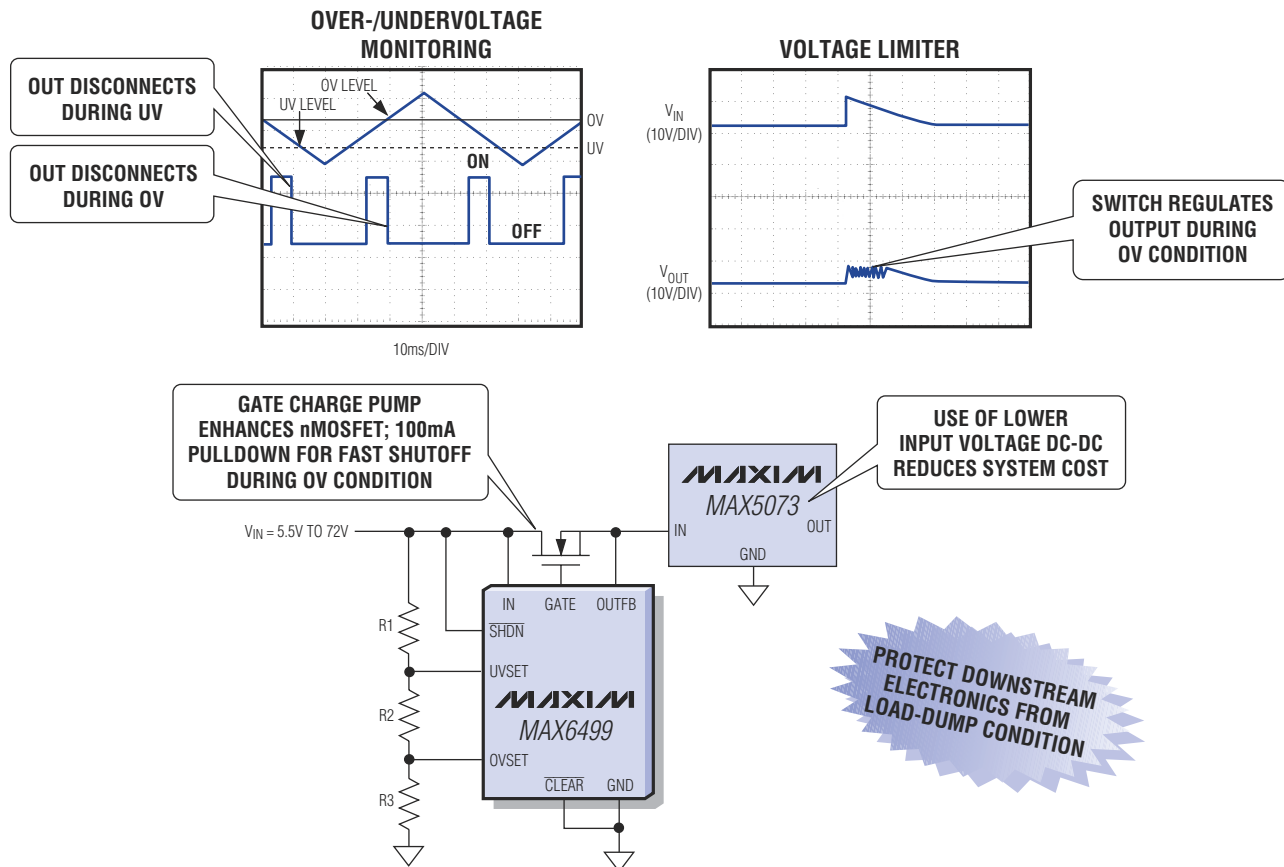 OVER-/UNDERVOLTAGE
MONITORING
OUT DISCONNECTS
DURING UV
OUT DISCONNECTS
DURING OV
OV LEVEL
UV LEVEL
OV
UV
ON
OFF
10ms/DIV
VOLTAGE LIMITER
VIN
(10V/DIV)
VOUT
(10V/DIV)
SWITCH REGULATES
OUTPUT DURING
OV CONDITION
GATE CHARGE PUMP
ENHANCES nMOSFET; 100mA
PULLDOWN FOR FAST SHUTOFF
DURING OV CONDITION
USE OF LOWER
INPUT VOLTAGE DC-DC
REDUCES SYSTEM COST
MAXIM
MAX5073
IN
OUT
GND
VIN = 5.5V TO 72V
IN GATE OUTFB
SHDN
R1
UVSET
MAXIM
MAX6499
R2
OVSET
CLEAR GND
R3
PROTECT DOWNSTREAM
ELECTRONICS FROM
LOAD-DUMP CONDITION